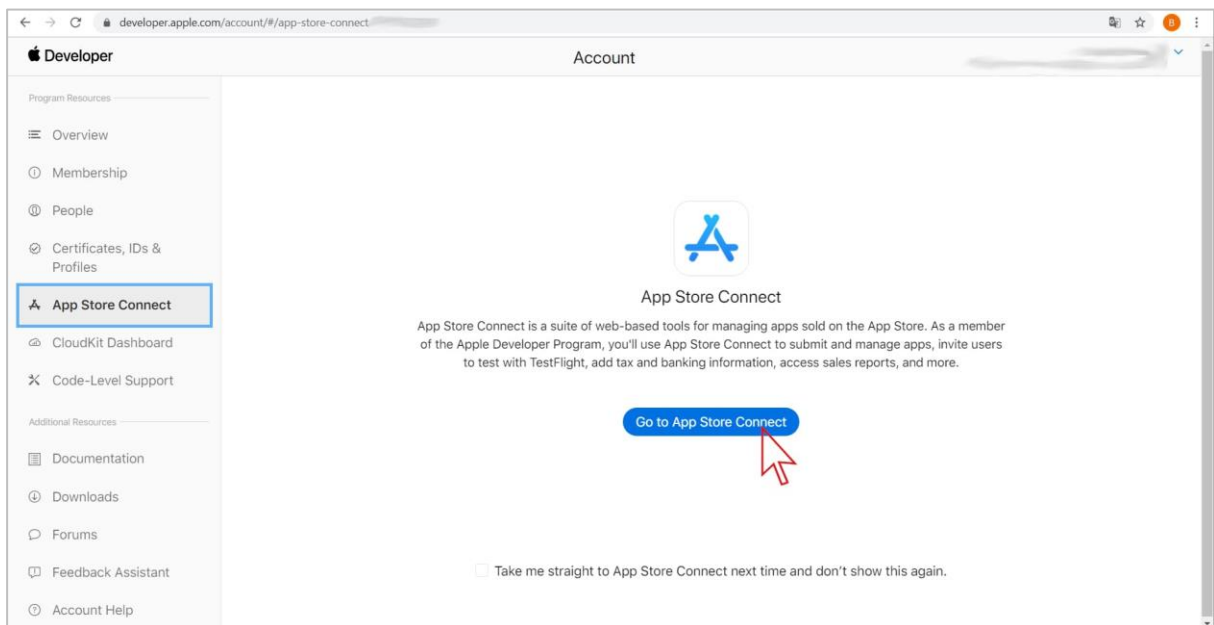 developer.apple.com/account/#/app-store-connect
B
Developer
Account
Program Resources
Overview
Membership
People
Certificates, IDs &
Profiles
App Store Connect
CloudKit Dashboard
Code-Level Support
Additional Resources
Documentation
Downloads
Forums
Feedback Assistant
Account Help
App Store Connect
App Store Connect is a suite of web-based tools for managing apps sold on the App Store. As a member
of the Apple Developer Program, you'll use App Store Connect to submit and manage apps, invite users
to test with TestFlight, add tax and banking information, access sales reports, and more.
Go to App Store Connect
Take me straight to App Store Connect next time and don't show this again.